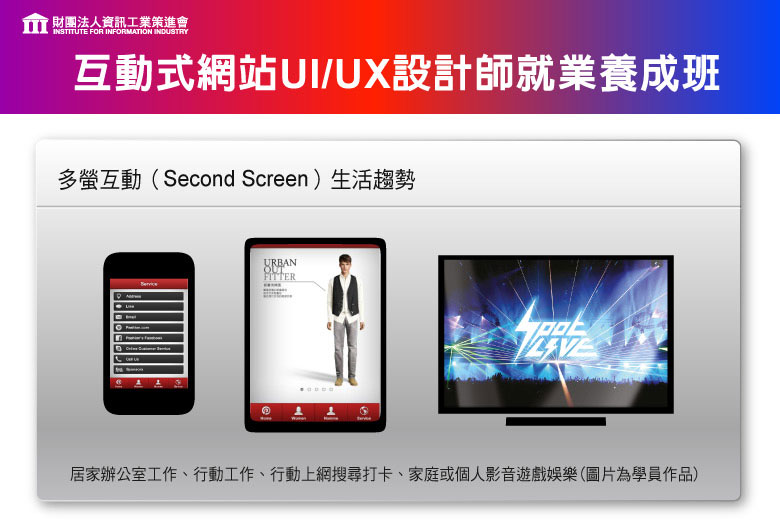 財團法人資訊工業策進會
INSTITUTE FOR INFORMATION INDUSTRY
互動式網站UI/UX設計師就業養成班
多螢互動（Second Screen）生活趨勢
Service
Address
Line
Email
Fashion.com
Fashion's Facebook
Online Customer Service
Call Us
Sponsors
URBAN
OUT
FITTER
Home Women Historie Service
SPOT
LIVE
居家辦公室工作、行動工作、行動上網搜尋打卡、家庭或個人影音遊戲娛樂(圖片為學員作品)